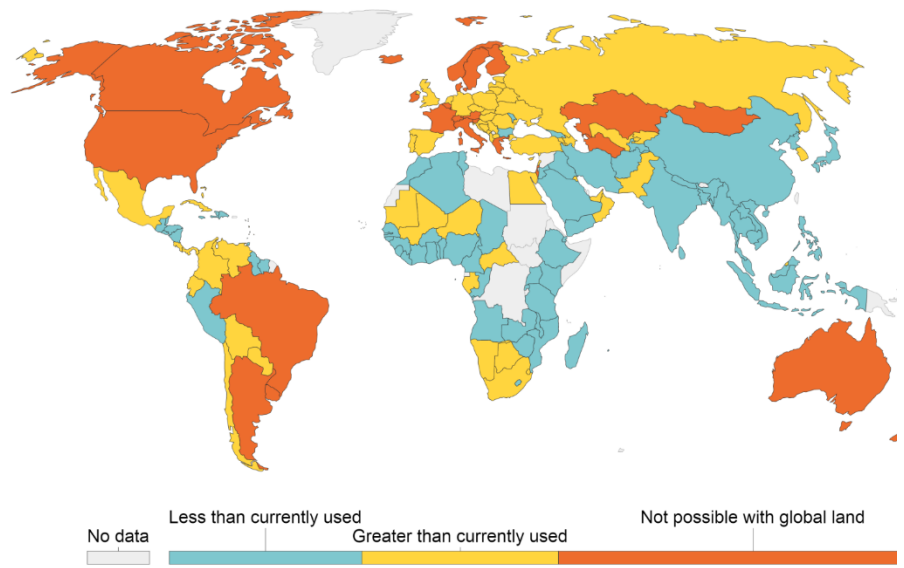 Less than currently used
Not possible with global land
No data
Greater than currently used